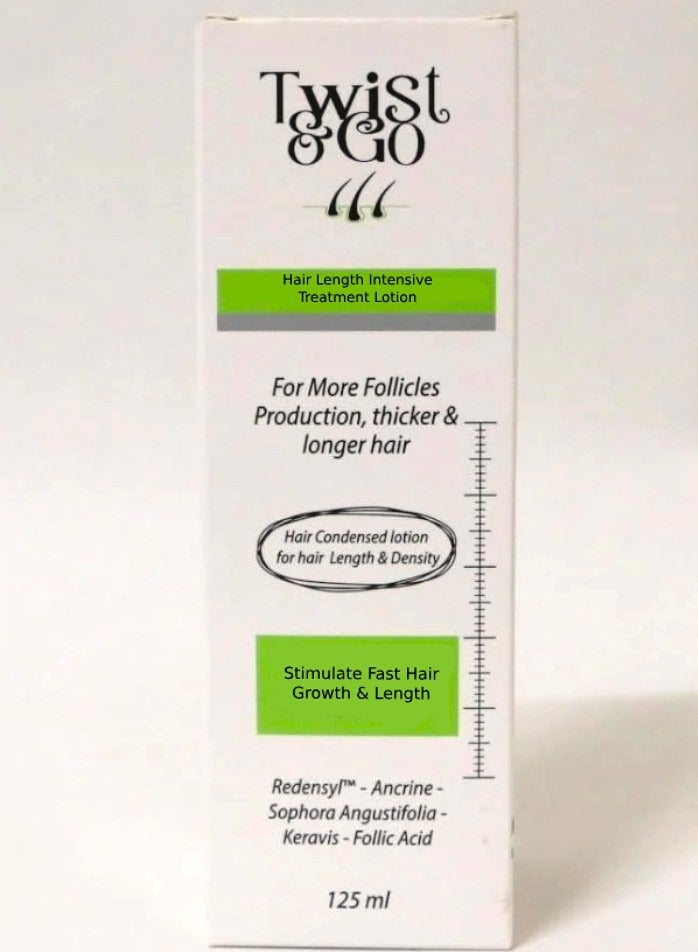 Twist
& GO
Hair Length Intensive
Treatment Lotion
For More Follicles
Production, thicker &
longer hair
Hair Condensed lotion
for hair Length & Density
Stimulate Fast Hair
Growth & Length
Redensyl™ - Ancrine -
Sophora Angustifolia -
Keravis - Follic Acid
125 ml